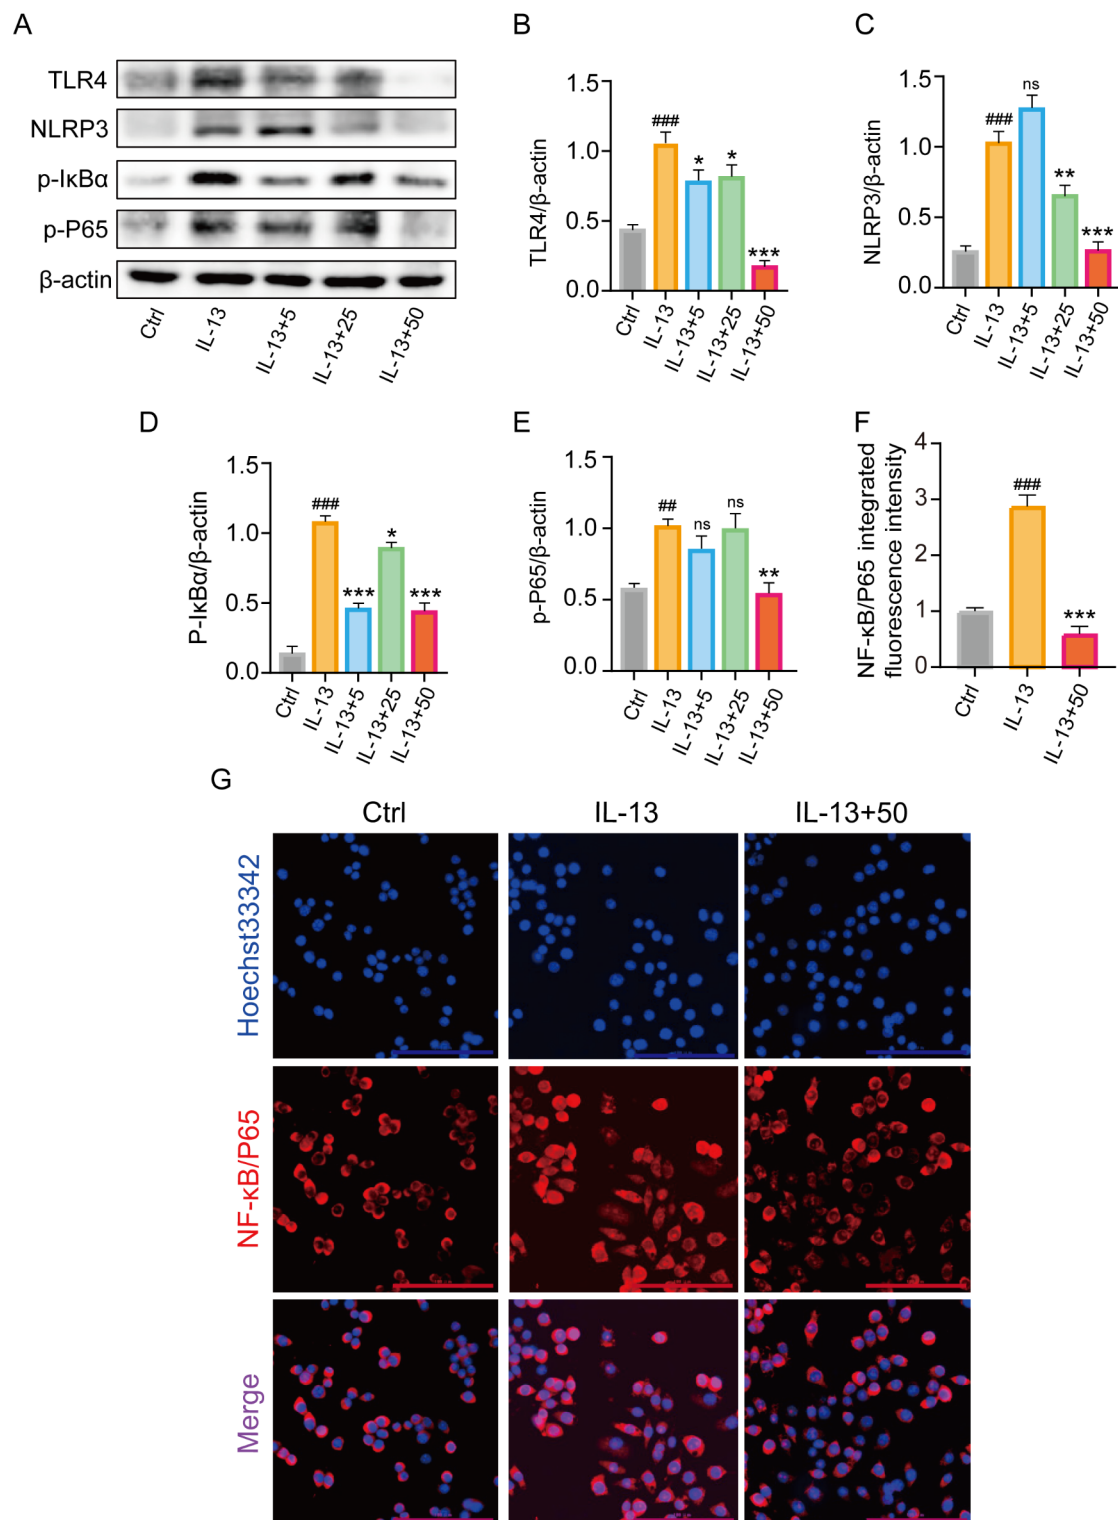 A
TLR4
NLRP3
p-IκBα
p-P65
β-actin
Ctrl
IL-13
IL-13+5
IL-13+25
IL-13+50
B
TLR4/β-actin
1.5
1.0
0.5
0.0
###
*
*
***
Ctrl
IL-13
IL-13+5
IL-13+25
IL-13+50
C
NLRP3/β-actin
1.5
1.0
0.5
0.0
###
ns
**
***
Ctrl
IL-13
IL-13+5
IL-13+25
IL-13+50
D
P-IκBα/β-actin
1.5
1.0
0.5
0.0
###
***
*
***
Ctrl
IL-13
IL-13+5
IL-13+25
IL-13+50
E
p-P65/β-actin
1.5
1.0
0.5
0.0
##
ns
ns
**
Ctrl
IL-13
IL-13+5
IL-13+25
IL-13+50
F
NF-κB/P65 integrated
fluorescence intensity
4
3
2
1
0
###
***
Ctrl
IL-13
IL-13+50
G
Ctrl
IL-13
IL-13+50
Hoechst33342
NF-κB/P65
Merge